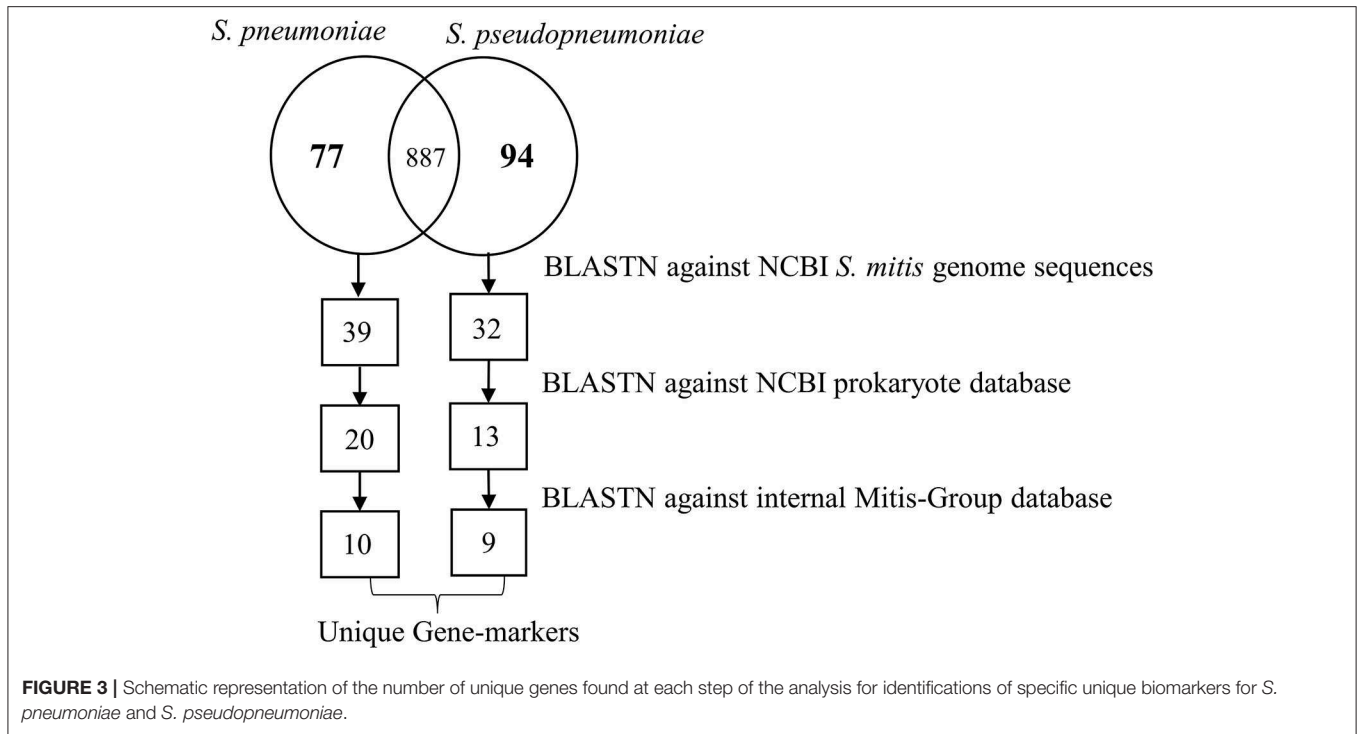 S. pneumoniae
S. pseudopneumoniae
77
887
94
BLASTN against NCBI S. mitis genome sequences
39
32
BLASTN against NCBI prokaryote database
20
13
BLASTN against internal Mitis-Group database
10
9
Unique Gene-markers
FIGURE 3 | Schematic representation of the number of unique genes found at each step of the analysis for identifications of specific unique biomarkers for S.
pneumoniae and S. pseudopneumoniae.